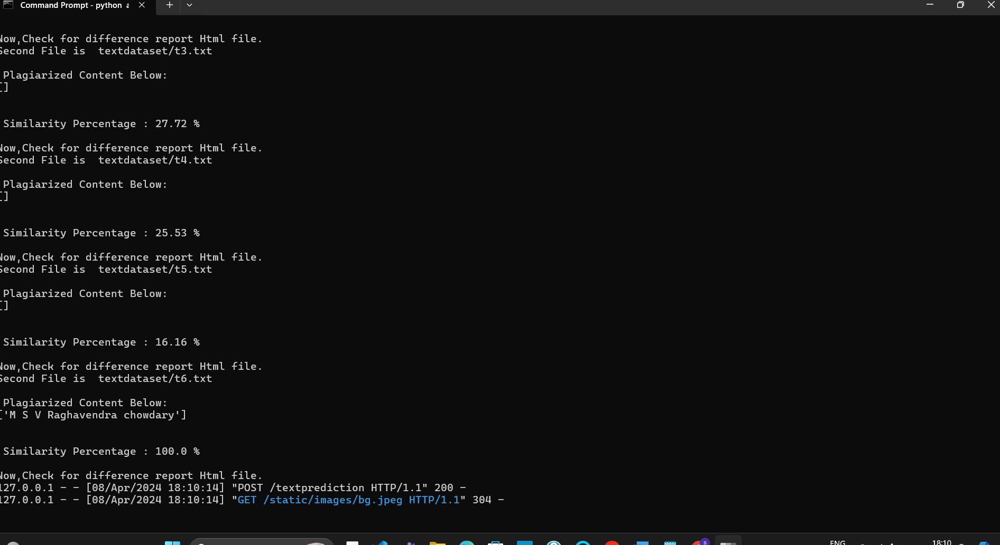 Command Prompt - python a
Now,Check for difference report Html file.
Second File is  textdataset/t3.txt
Plagiarized Content Below:
[]
Similarity Percentage : 27.72 %
Now,Check for difference report Html file.
Second File is  textdataset/t4.txt
Plagiarized Content Below:
[]
Similarity Percentage : 25.53 %
Now,Check for difference report Html file.
Second File is  textdataset/t5.txt
Plagiarized Content Below:
[]
Similarity Percentage : 16.16 %
Now,Check for difference report Html file.
Second File is  textdataset/t6.txt
Plagiarized Content Below:
['M S V Raghavendra chowdary']
Similarity Percentage : 100.0 %
Now,Check for difference report Html file.
127.0.0.1 - - [08/Apr/2024 18:10:14] "POST /textprediction HTTP/1.1" 200 -
127.0.0.1 - - [08/Apr/2024 18:10:14] "GET /static/images/bg.jpeg HTTP/1.1" 304 -
ENG
18:10